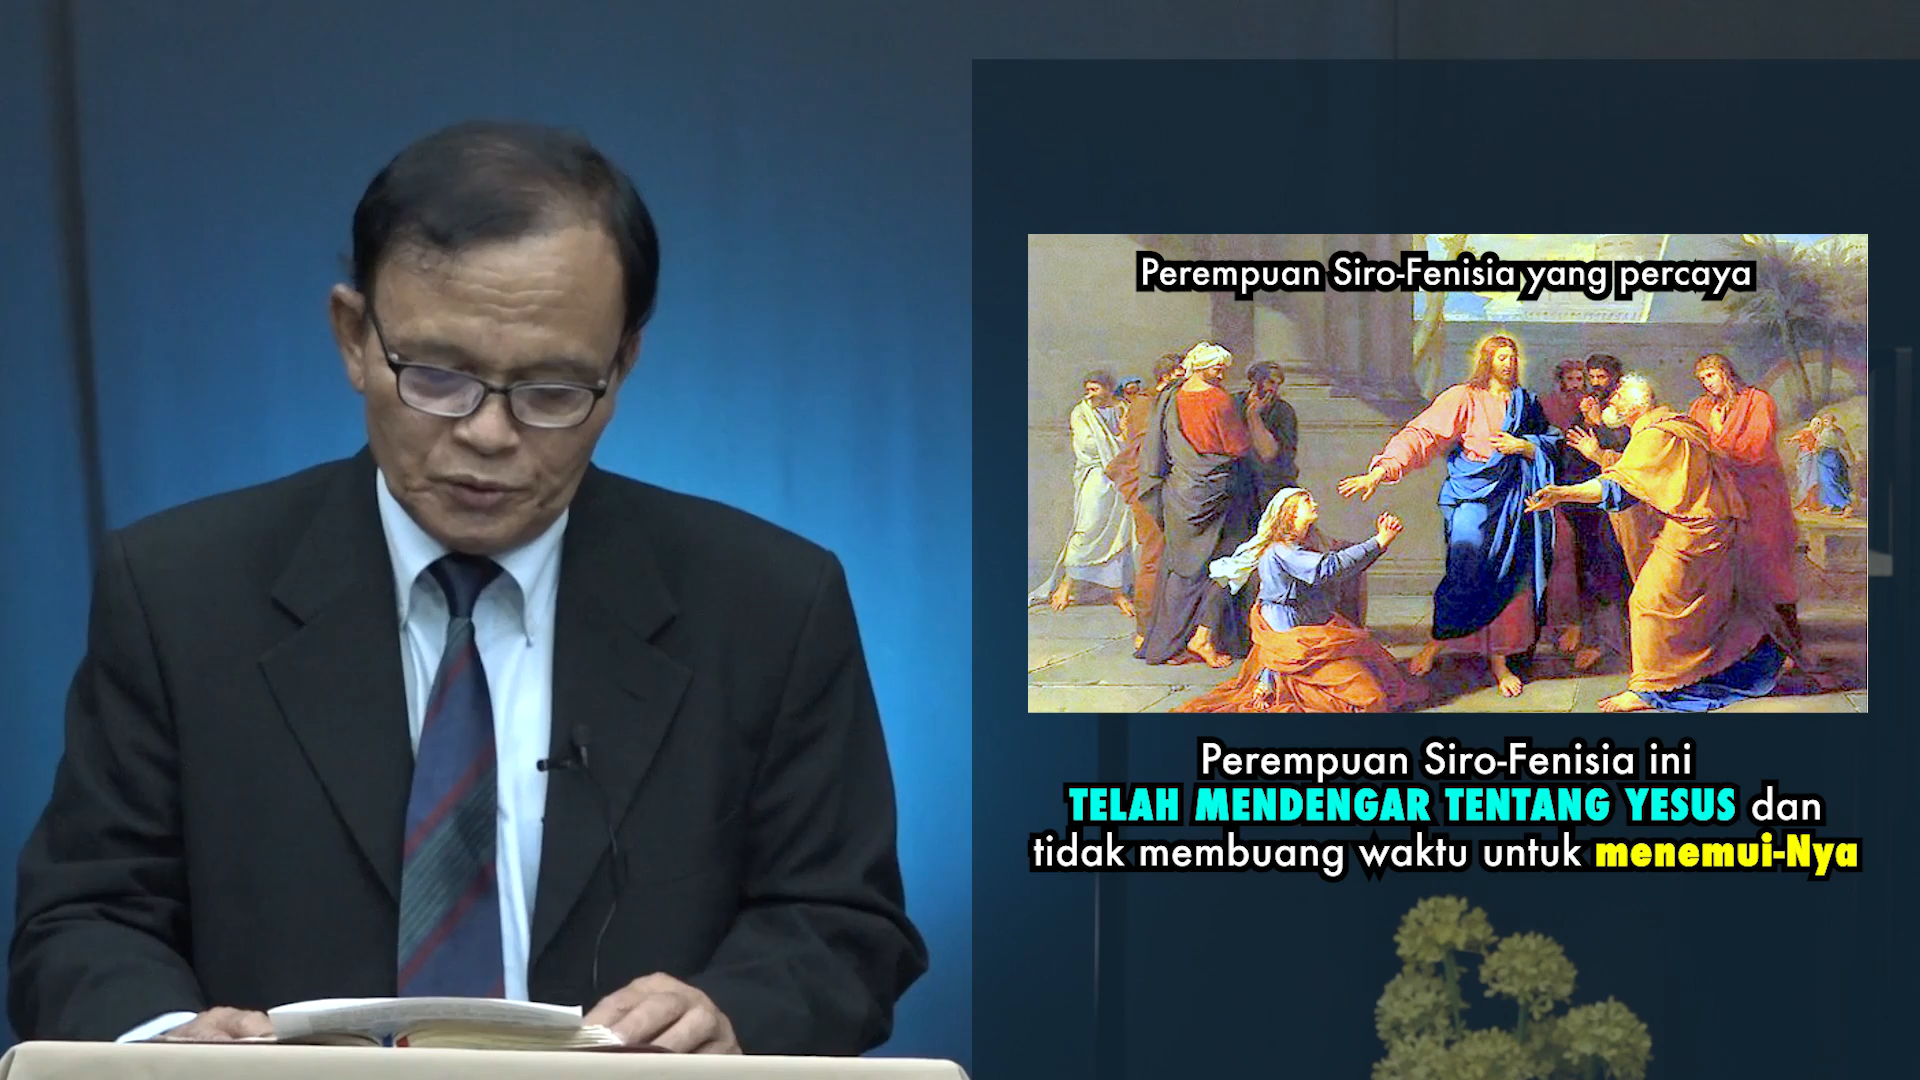 Perempuan Siro-Fenisia yang percaya
Perempuan Siro-Fenisia ini
TELAH MENDENGAR TENTANG YESUS dan
tidak membuang waktu untuk menemui-Nya